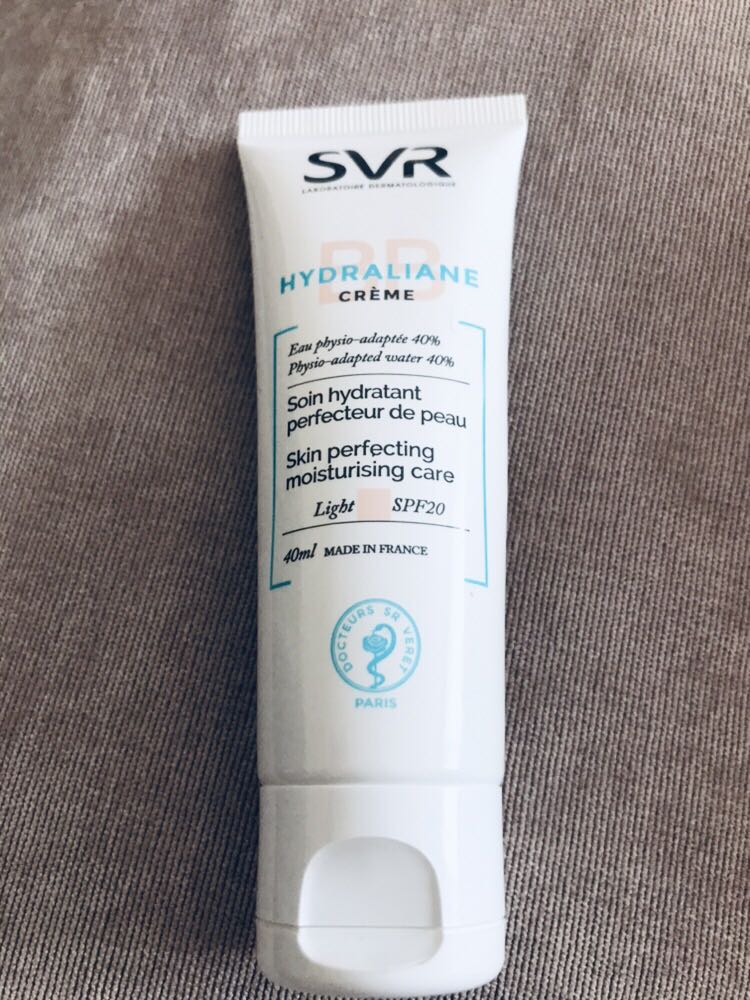 SVR
LABORATOIRE DERMATOLOGIQUE
BB
HYDRALIANE
CRÈME
Eau physio-adaptée 40%
Physio-adapted water 40%
Soin hydratant
perfecteur de peau
Skin perfecting
moisturising care
Light SPF20
40ml MADE IN FRANCE
DOCTEURS SR VERET
PARIS